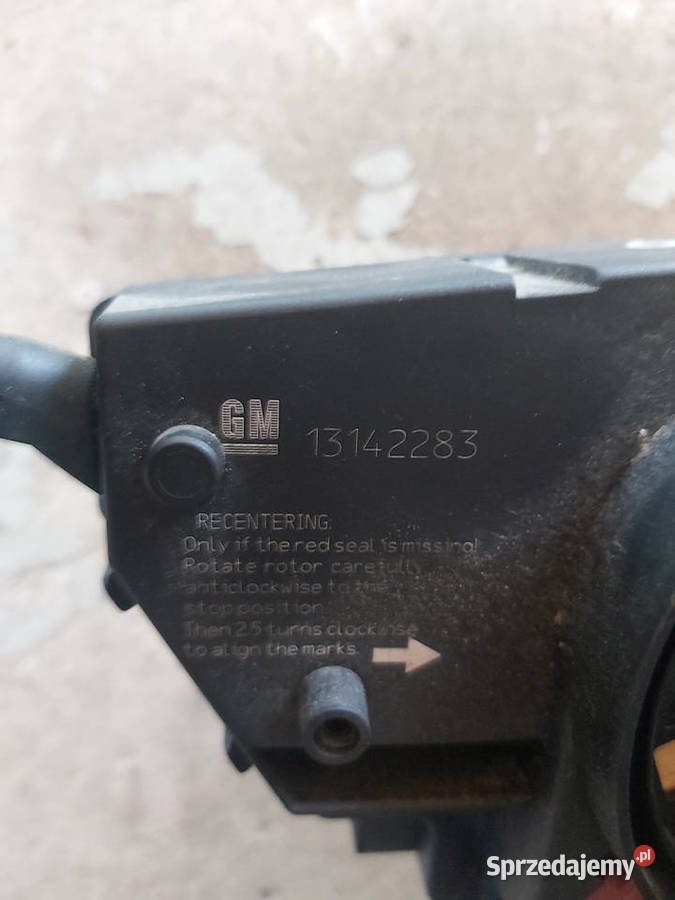 GM 13142283
RECENTERING:
Only if the red seal is missing!
Rotate rotor carefully
anticlockwise to the
stop position.
Then 2.5 turns clockwise
to align the marks.
Sprzedajemy.pl